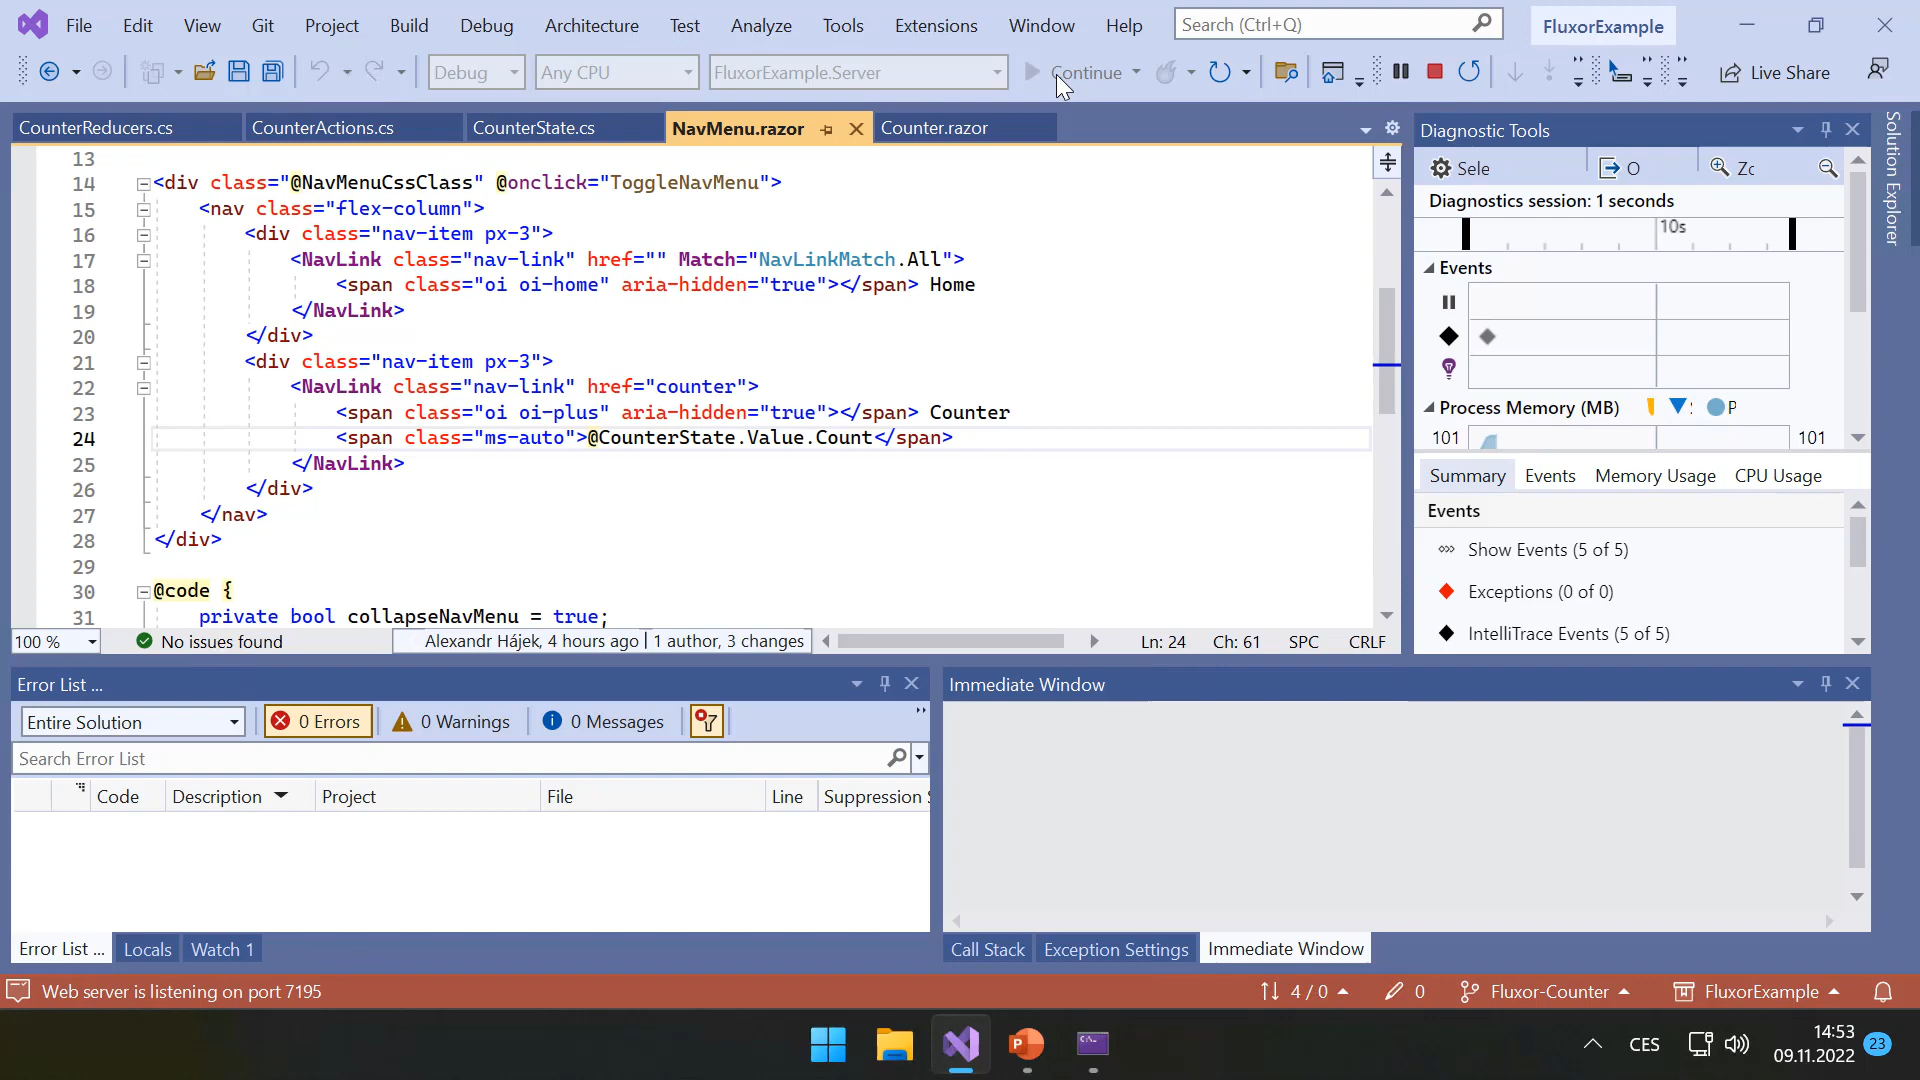 File Edit View Git Project Build Debug Architecture Test Analyze Tools Extensions Window Help Search (Ctrl+Q) FluxorExample
Debug Any CPU FluxorExample.Server Continue Live Share
CounterReducers.cs CounterActions.cs CounterState.cs NavMenu.razor Counter.razor
13
14 <div class="@NavMenuCssClass" @onclick="ToggleNavMenu">
15 <nav class="flex-column">
16 <div class="nav-item px-3">
17 <NavLink class="nav-link" href="" Match="NavLinkMatch.All">
18 <span class="oi oi-home" aria-hidden="true"></span> Home
19 </NavLink>
20 </div>
21 <div class="nav-item px-3">
22 <NavLink class="nav-link" href="counter">
23 <span class="oi oi-plus" aria-hidden="true"></span> Counter
24 <span class="ms-auto">@CounterState.Value.Count</span>
25 </NavLink>
26 </div>
27 </nav>
28 </div>
29
30 @code {
31 private bool collapseNavMenu = true;
100 % No issues found Alexandr Hájek, 4 hours ago | 1 author, 3 changes Ln: 24 Ch: 61 SPC CRLF
Diagnostic Tools
Sele O Zc
Diagnostics session: 1 seconds
10s
Events
Process Memory (MB) P
101 101
Summary Events Memory Usage CPU Usage
Events
Show Events (5 of 5)
Exceptions (0 of 0)
IntelliTrace Events (5 of 5)
Solution Explorer
Error List ...
Entire Solution 0 Errors 0 Warnings 0 Messages
Search Error List
Code Description Project File Line Suppression S
Error List ... Locals Watch 1
Immediate Window
Call Stack Exception Settings Immediate Window
Web server is listening on port 7195 4 / 0 0 Fluxor-Counter FluxorExample
CES 14:53
09.11.2022 23